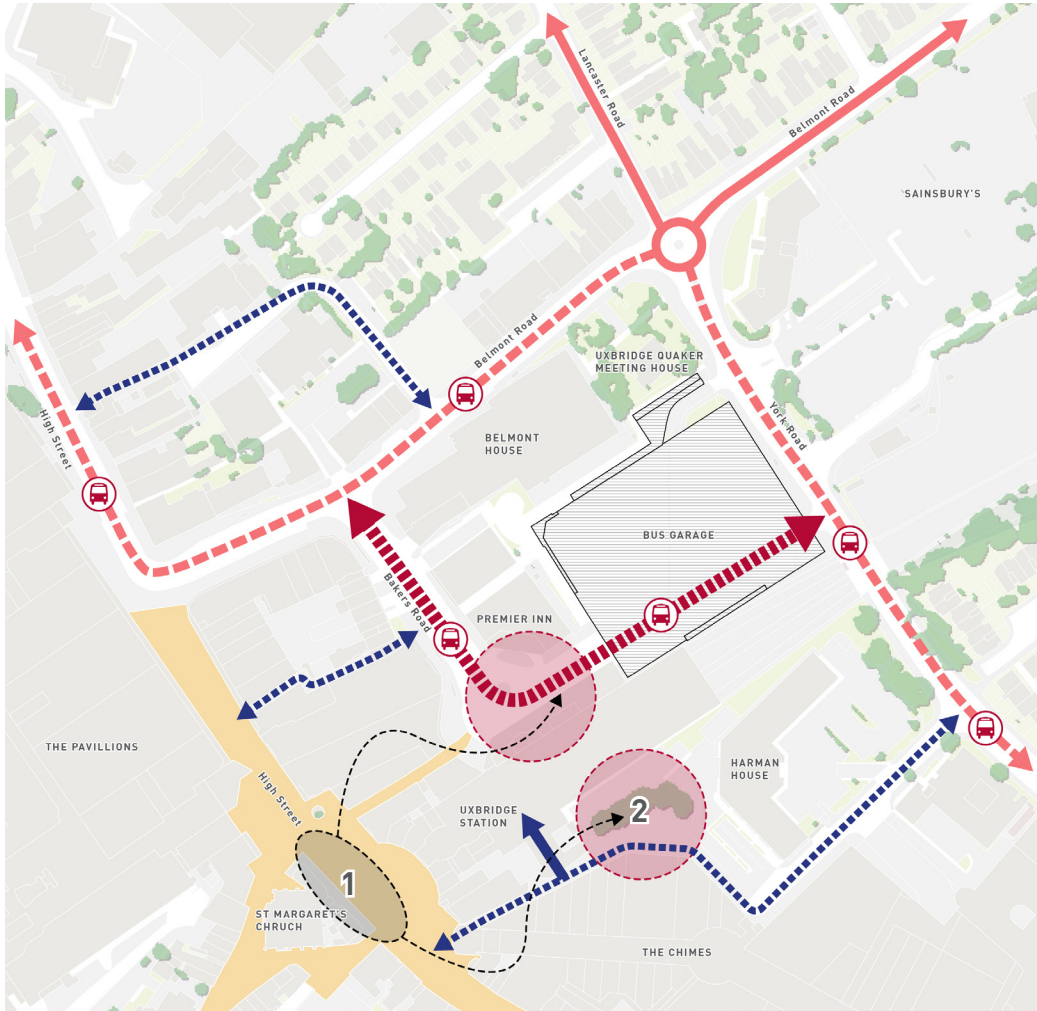 Lancaster Road
Belmont Road
SAINSBURY'S
Belmont Road
UXBRIDGE QUAKER
MEETING HOUSE
High Street
BELMONT
HOUSE
York Road
BUS GARAGE
Bakers Road
PREMIER INN
THE PAVILLIONS
High Street
HARMAN
HOUSE
UXBRIDGE
STATION
2
1
ST MARGARET'S
CHRUCH
THE CHIMES